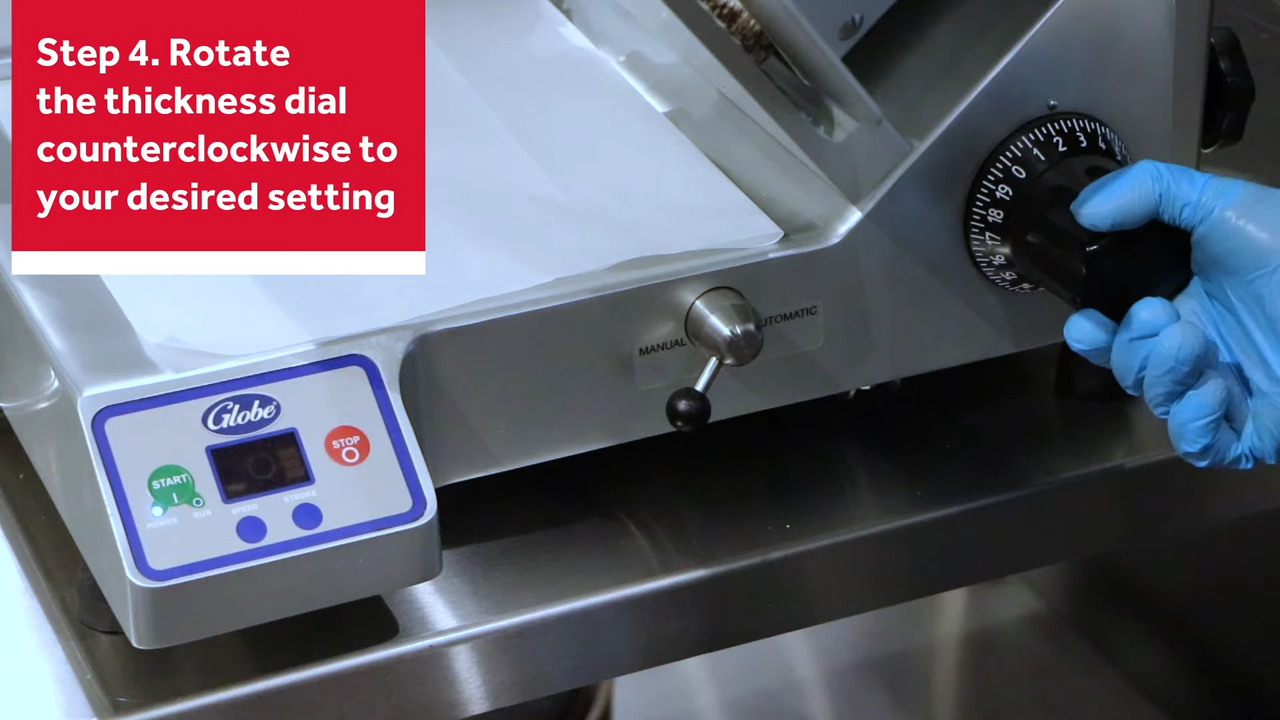 Step 4. Rotate
the thickness dial
counterclockwise to
your desired setting
0 1 2 3 4
19
18
17
16
15
MANUAL
UTOMATIC
Globe
START
STOP
POWER RUN SPEED STROKE